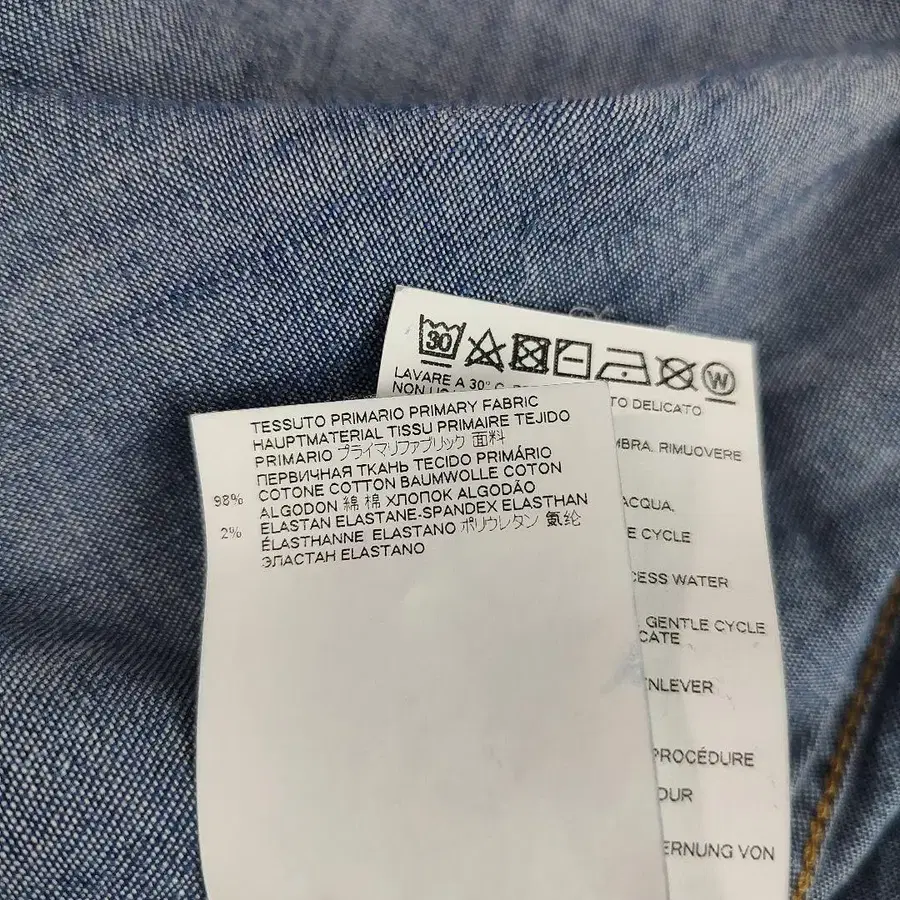 30
W
LAVARE A 30° C
TO DELICATO
MBRA. RIMUOVERE
ACQUA,
E CYCLE
CESS WATER
GENTLE CYCLE
CATE
NLEVER
PROCÉDURE
OUR
ERNUNG VON
TESSUTO PRIMARIO PRIMARY FABRIC
HAUPTMATERIAL TISSU PRIMAIRE TEJIDO
PRIMARIO プライマリファブリック 面料
ПЕРВИЧНАЯ ТКАНЬ TECIDO PRIMÁRIO
98% COTONE COTTON BAUMWOLLE COTON
ALGODON 綿 棉 ХЛОПОК ALGODÃO
2% ELASTAN ELASTANE-SPANDEX ELASTHAN
ÉLASTHANNE ELASTANO ポリウレタン 氨纶
ЭЛАСТАН ELASTANO